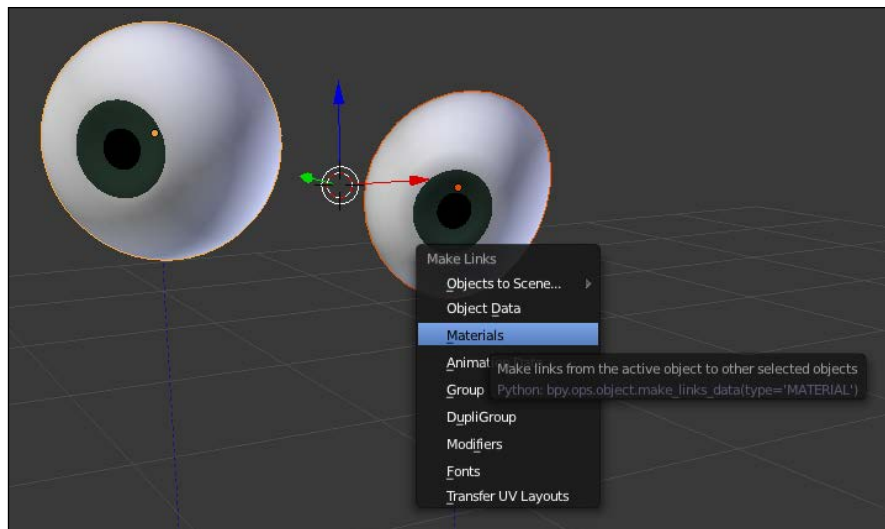 Make Links
Objects to Scene...
Object Data
Materials
Make links from the active object to other selected objects
Python: bpy.ops.object.make_links_data(type='MATERIAL')
Group
DupliGroup
Modifiers
Fonts
Transfer UV Layouts